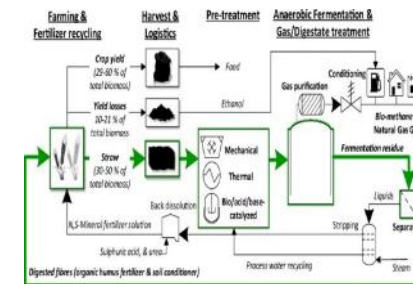 Farming &
Fertilizer recycling
Harvest &
Logistics
Pre-treatment
Anaerobic Fermentation &
Gas/Digestate treatment
Crop yield
(29-60 % of
total biomass)
Food
Yield losses
10-21 % of
total biomass
Ethanol
Straw
(30-50 % of
total biomass)
Mechanical
Thermal
Bio/acid/base-
catalyzed
Gas purification
Conditioning
Bio-methane
Natural Gas G
Fermentation residue
Back dissolution
N,S-Mineral fertilizer solution
Sulphuric acid, & urea
Liquids
Stripping
Separa
Process water recycling
Steam
Digested fibres (organic humus fertilizer & soil conditioner)